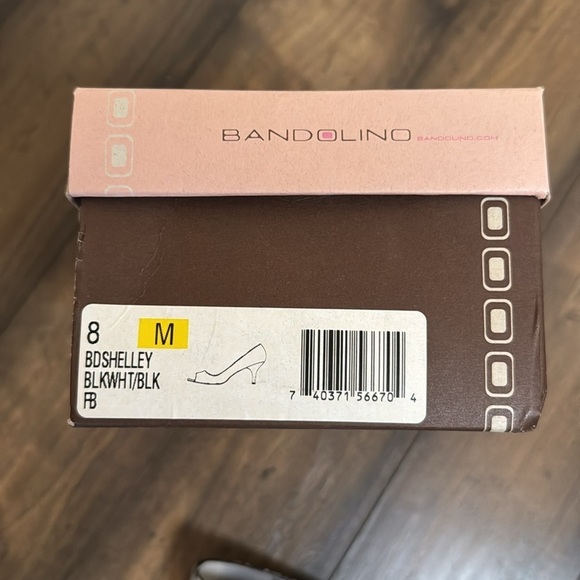 BANDOLINO BANDOLINO.COM
8 M
BDSHELLEY
BLKWHT/BLK
FB
7 40371 56670 4